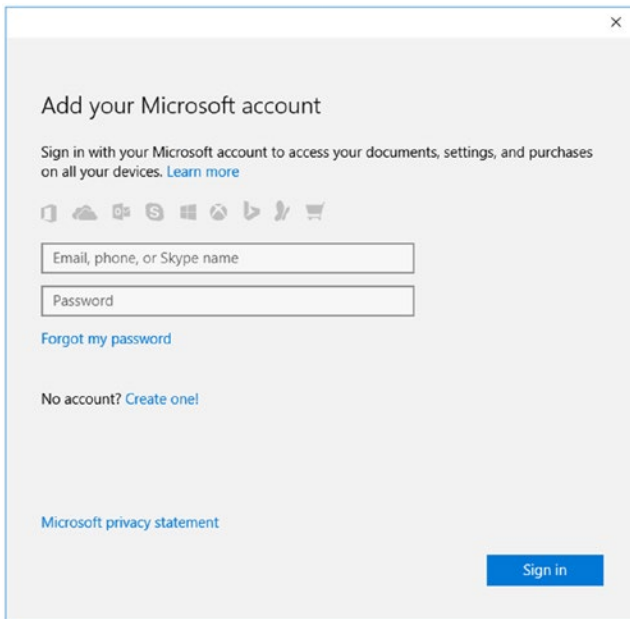 Add your Microsoft account
Sign in with your Microsoft account to access your documents, settings, and purchases
on all your devices. Learn more
Email, phone, or Skype name
Password
Forgot my password
No account? Create one!
Microsoft privacy statement
Sign in